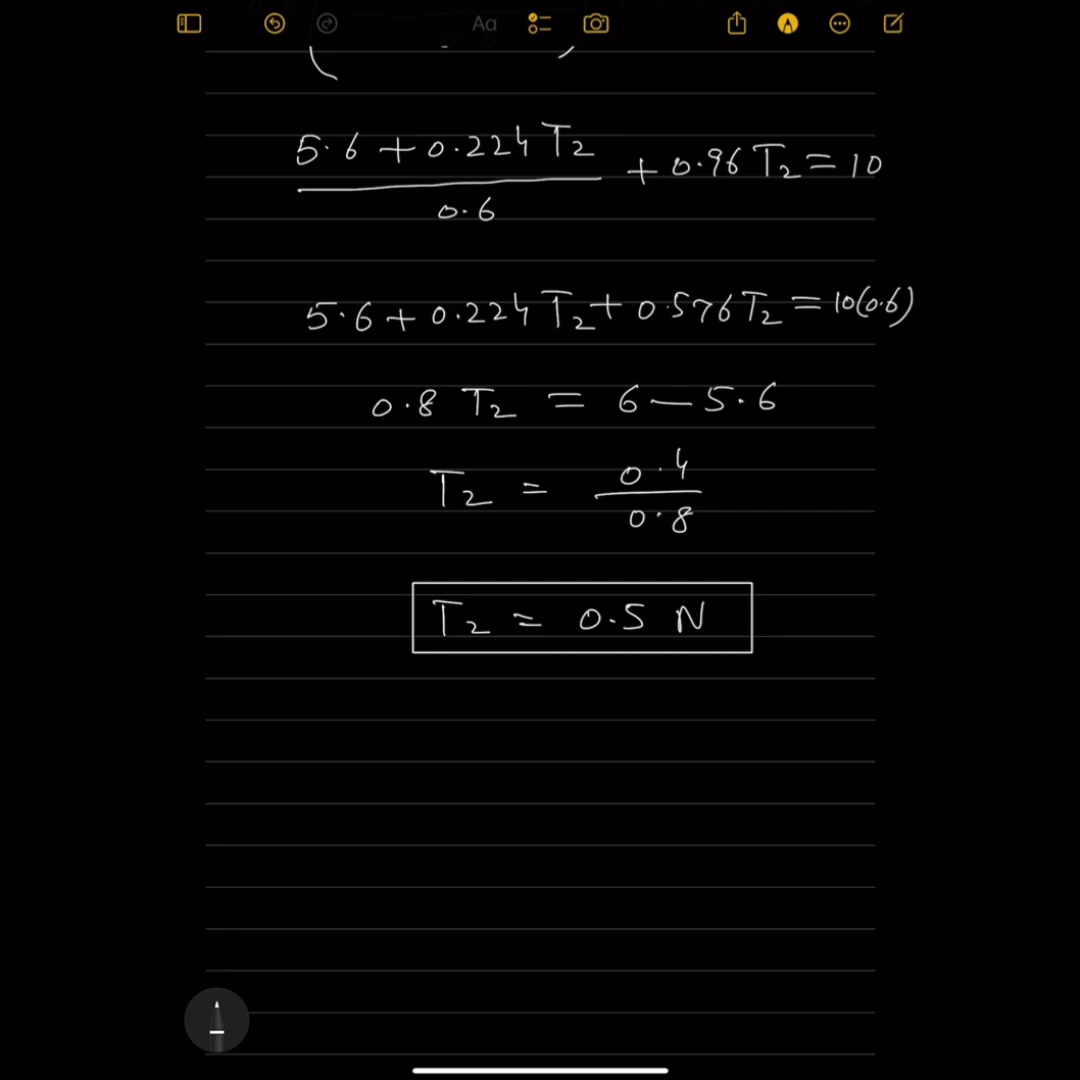 Aa
5.6 + 0.224 T₂ / 0.6 + 0.96 T₂ = 10
5.6 + 0.224 T₂ + 0.576 T₂ = 10(0.6)
0.8 T₂ = 6 — 5.6
T₂ = 0.4 / 0.8
T₂ = 0.5 N